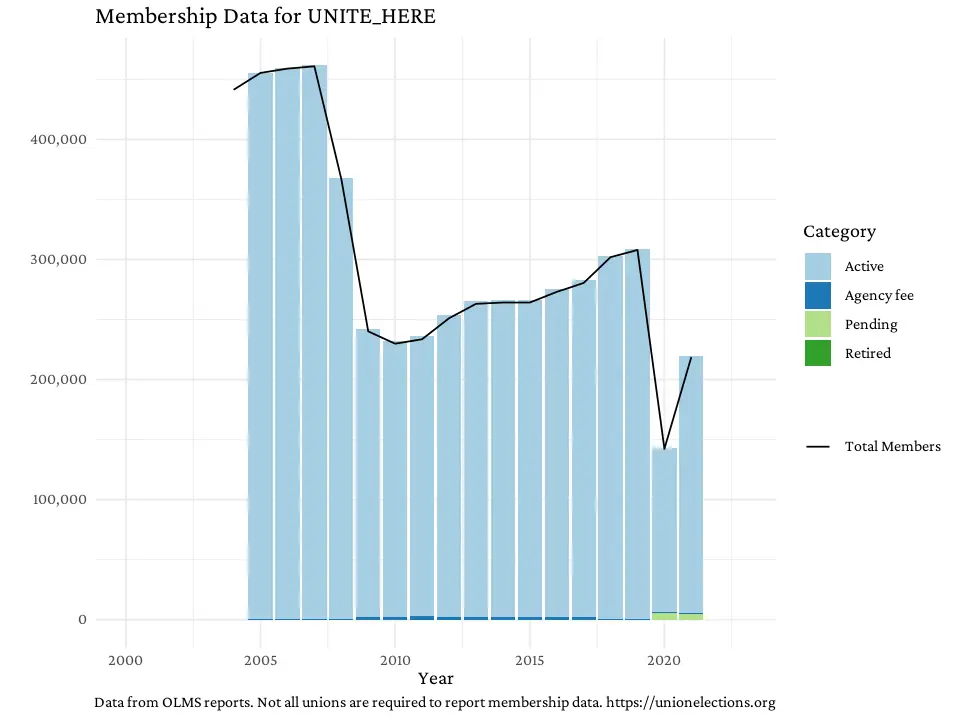 Membership Data for UNITE_HERE
400,000
300,000
200,000
100,000
0
2000
2005
2010
2015
2020
Year
Category
Active
Agency fee
Pending
Retired
Total Members
Data from OLMS reports. Not all unions are required to report membership data. https://unionelections.org